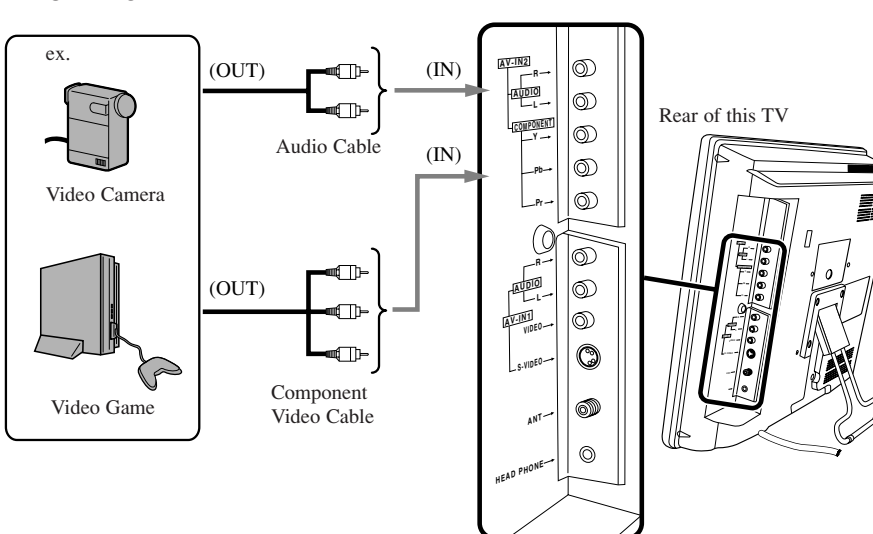 ex.
(OUT)
Audio Cable
(IN)
Video Camera
(OUT)
Component
Video Cable
(IN)
Video Game
AV-IN2
R
AUDIO
L
COMPONENT
Y
Pb
Pr
R
AUDIO
L
AV-IN1
VIDEO
S-VIDEO
ANT
HEAD PHONE
Rear of this TV